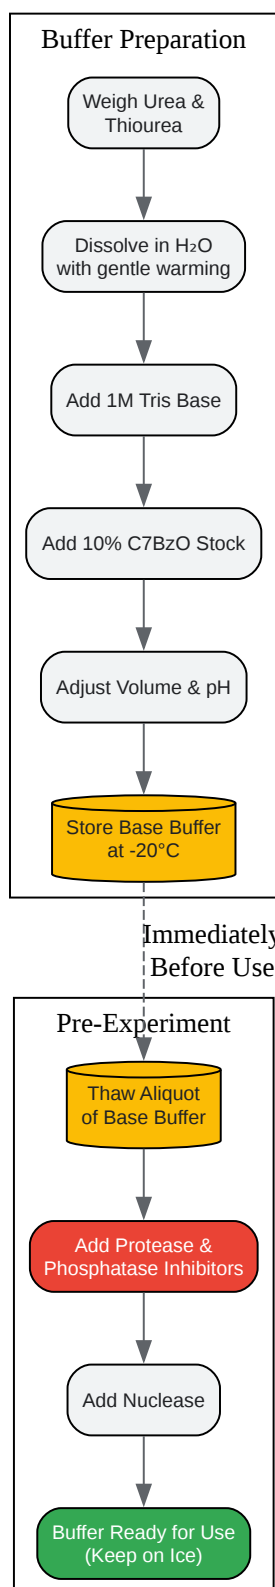 Buffer Preparation
Weigh Urea &
Thiourea
Dissolve in H₂O
with gentle warming
Add 1M Tris Base
Add 10% C7BzO Stock
Adjust Volume & pH
Store Base Buffer
at -20°C
Immediately
Before Use
Pre-Experiment
Thaw Aliquot
of Base Buffer
Add Protease &
Phosphatase Inhibitors
Add Nuclease
Buffer Ready for Use
(Keep on Ice)